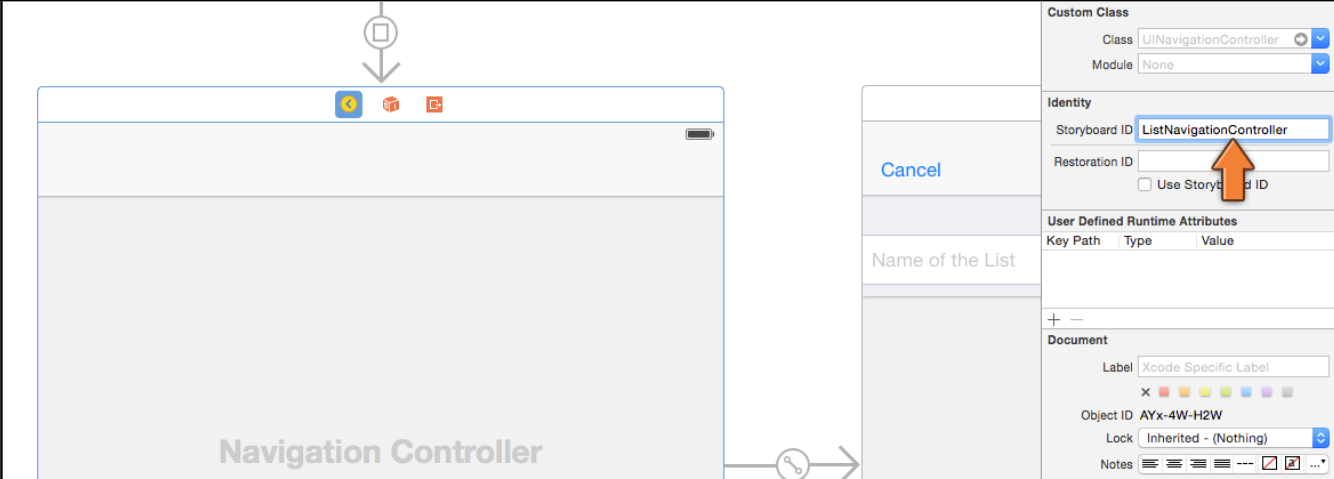 Custom Class
Class UINavigationController
Module None
Identity
Storyboard ID ListNavigationController
Restoration ID
Use Storyb d ID
User Defined Runtime Attributes
Key Path Type Value
Document
Label Xcode Specific Label
Object ID AYx-4W-H2W
Lock Inherited - (Nothing)
Notes
Cancel
Name of the List
Navigation Controller